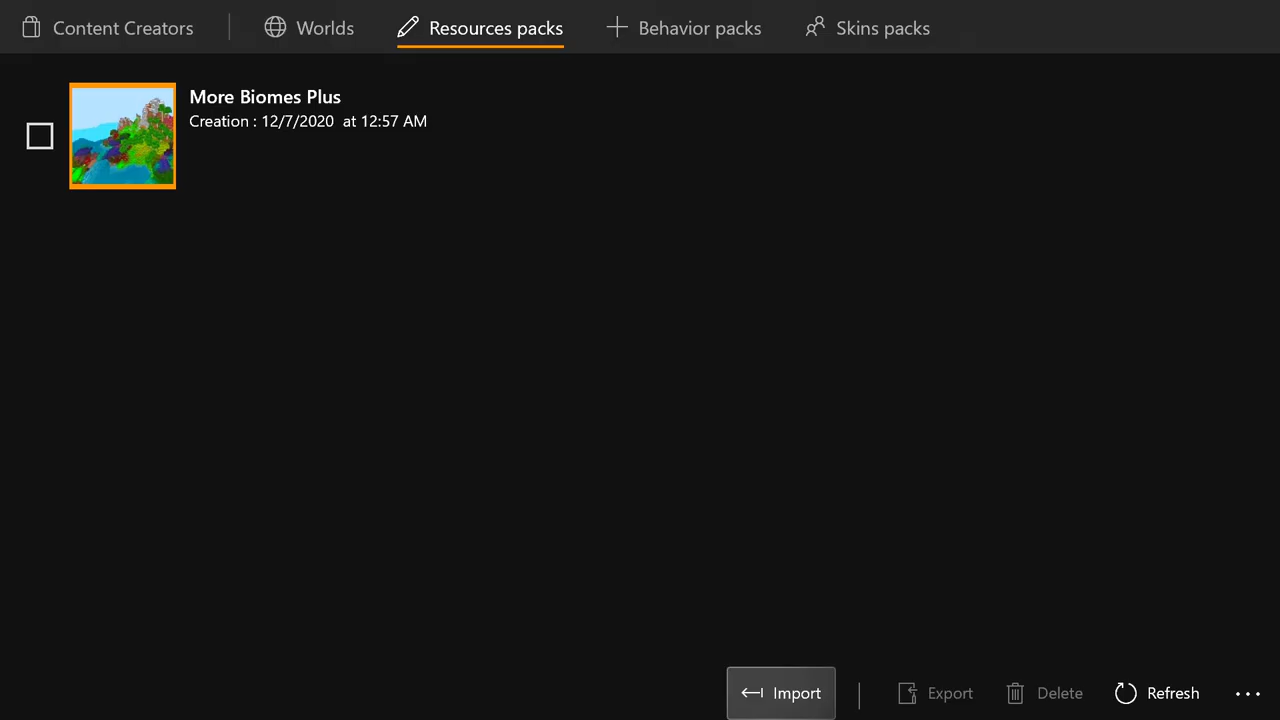 Content Creators
Worlds
Resources packs
Behavior packs
Skins packs
More Biomes Plus
Creation : 12/7/2020 at 12:57 AM
Import
Export
Delete
Refresh